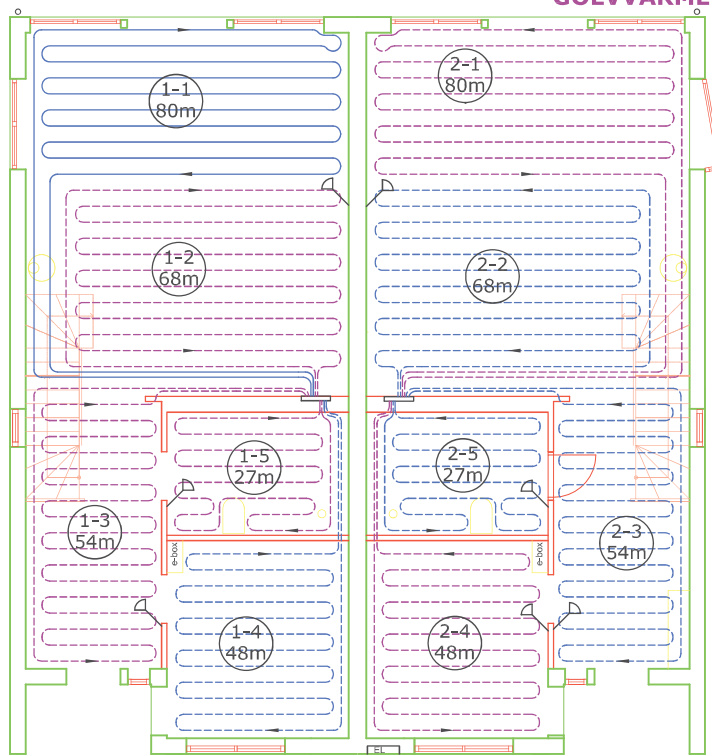 GOLVVÄRME
1-1
80m
2-1
80m
1-2
68m
2-2
68m
1-5
27m
2-5
27m
1-3
54m
2-3
54m
e-box
e-box
1-4
48m
2-4
48m
EL